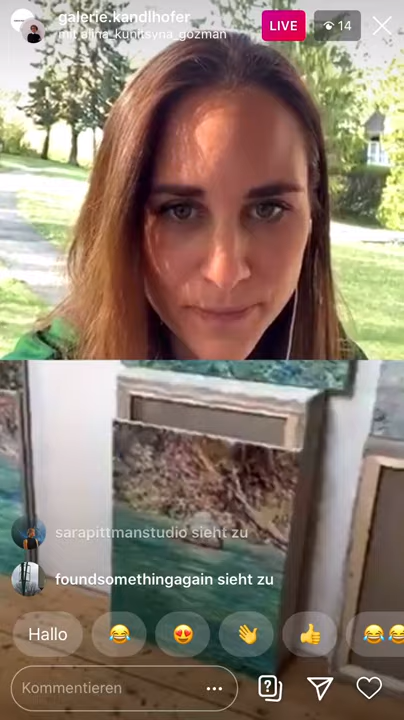 galerie.kandlhofer
mit alina_kunitsyna_gozman
LIVE
14
sarapittmanstudio sieht zu
foundsomethingagain sieht zu
Hallo
Kommentieren